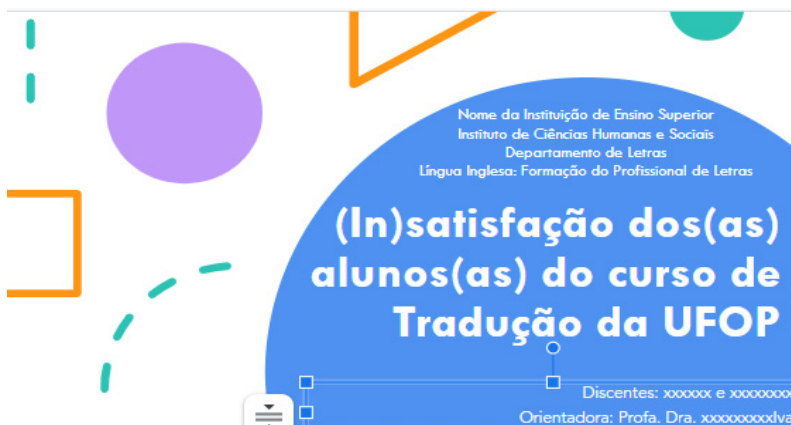 Nome da Instituição de Ensino Superior
Instituto de Ciências Humanas e Sociais
Departamento de Letras
Língua Inglesa: Formação do Profissional de Letras
(In)satisfação dos(as)
alunos(as) do curso de
Tradução da UFOP
Discentes: xxxxxx e xxxxxxxx
Orientadora: Profa. Dra. xxxxxxxxxIva